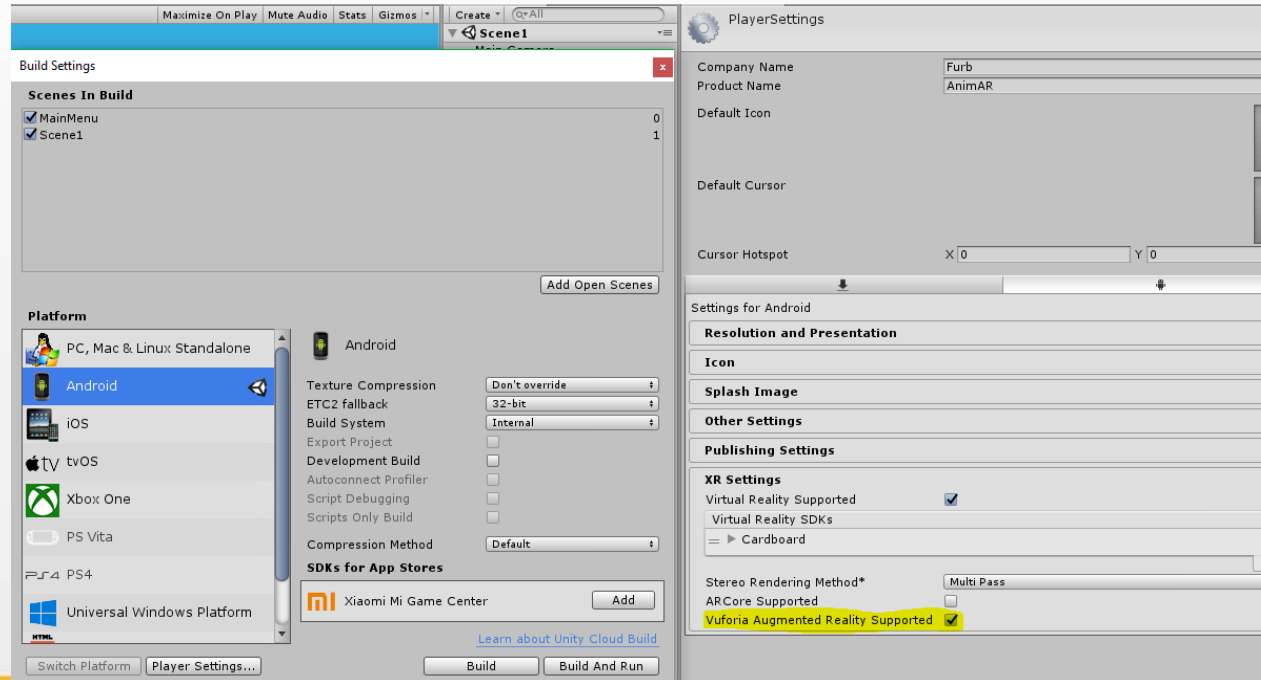 Maximize On Play Mute Audio Stats Gizmos
Create All
Scene1
Build Settings
x
Scenes In Build
MainMenu 0
Scene1 1
Add Open Scenes
Platform
PC, Mac & Linux Standalone
Android
iOS
tv tvOS
Xbox One
PS Vita
PS4 PS4
Universal Windows Platform
HTML
Switch Platform Player Settings...
Android
Texture Compression Don't override
ETC2 fallback 32-bit
Build System Internal
Export Project
Development Build
Autoconnect Profiler
Script Debugging
Scripts Only Build
Compression Method Default
SDKs for App Stores
Xiaomi Mi Game Center Add
Learn about Unity Cloud Build
Build Build And Run
PlayerSettings
Company Name Furb
Product Name AnimAR
Default Icon
Default Cursor
Cursor Hotspot X 0 Y 0
Settings for Android
Resolution and Presentation
Icon
Splash Image
Other Settings
Publishing Settings
XR Settings
Virtual Reality Supported
Virtual Reality SDKs
Cardboard
Stereo Rendering Method* Multi Pass
ARCore Supported
Vuforia Augmented Reality Supported